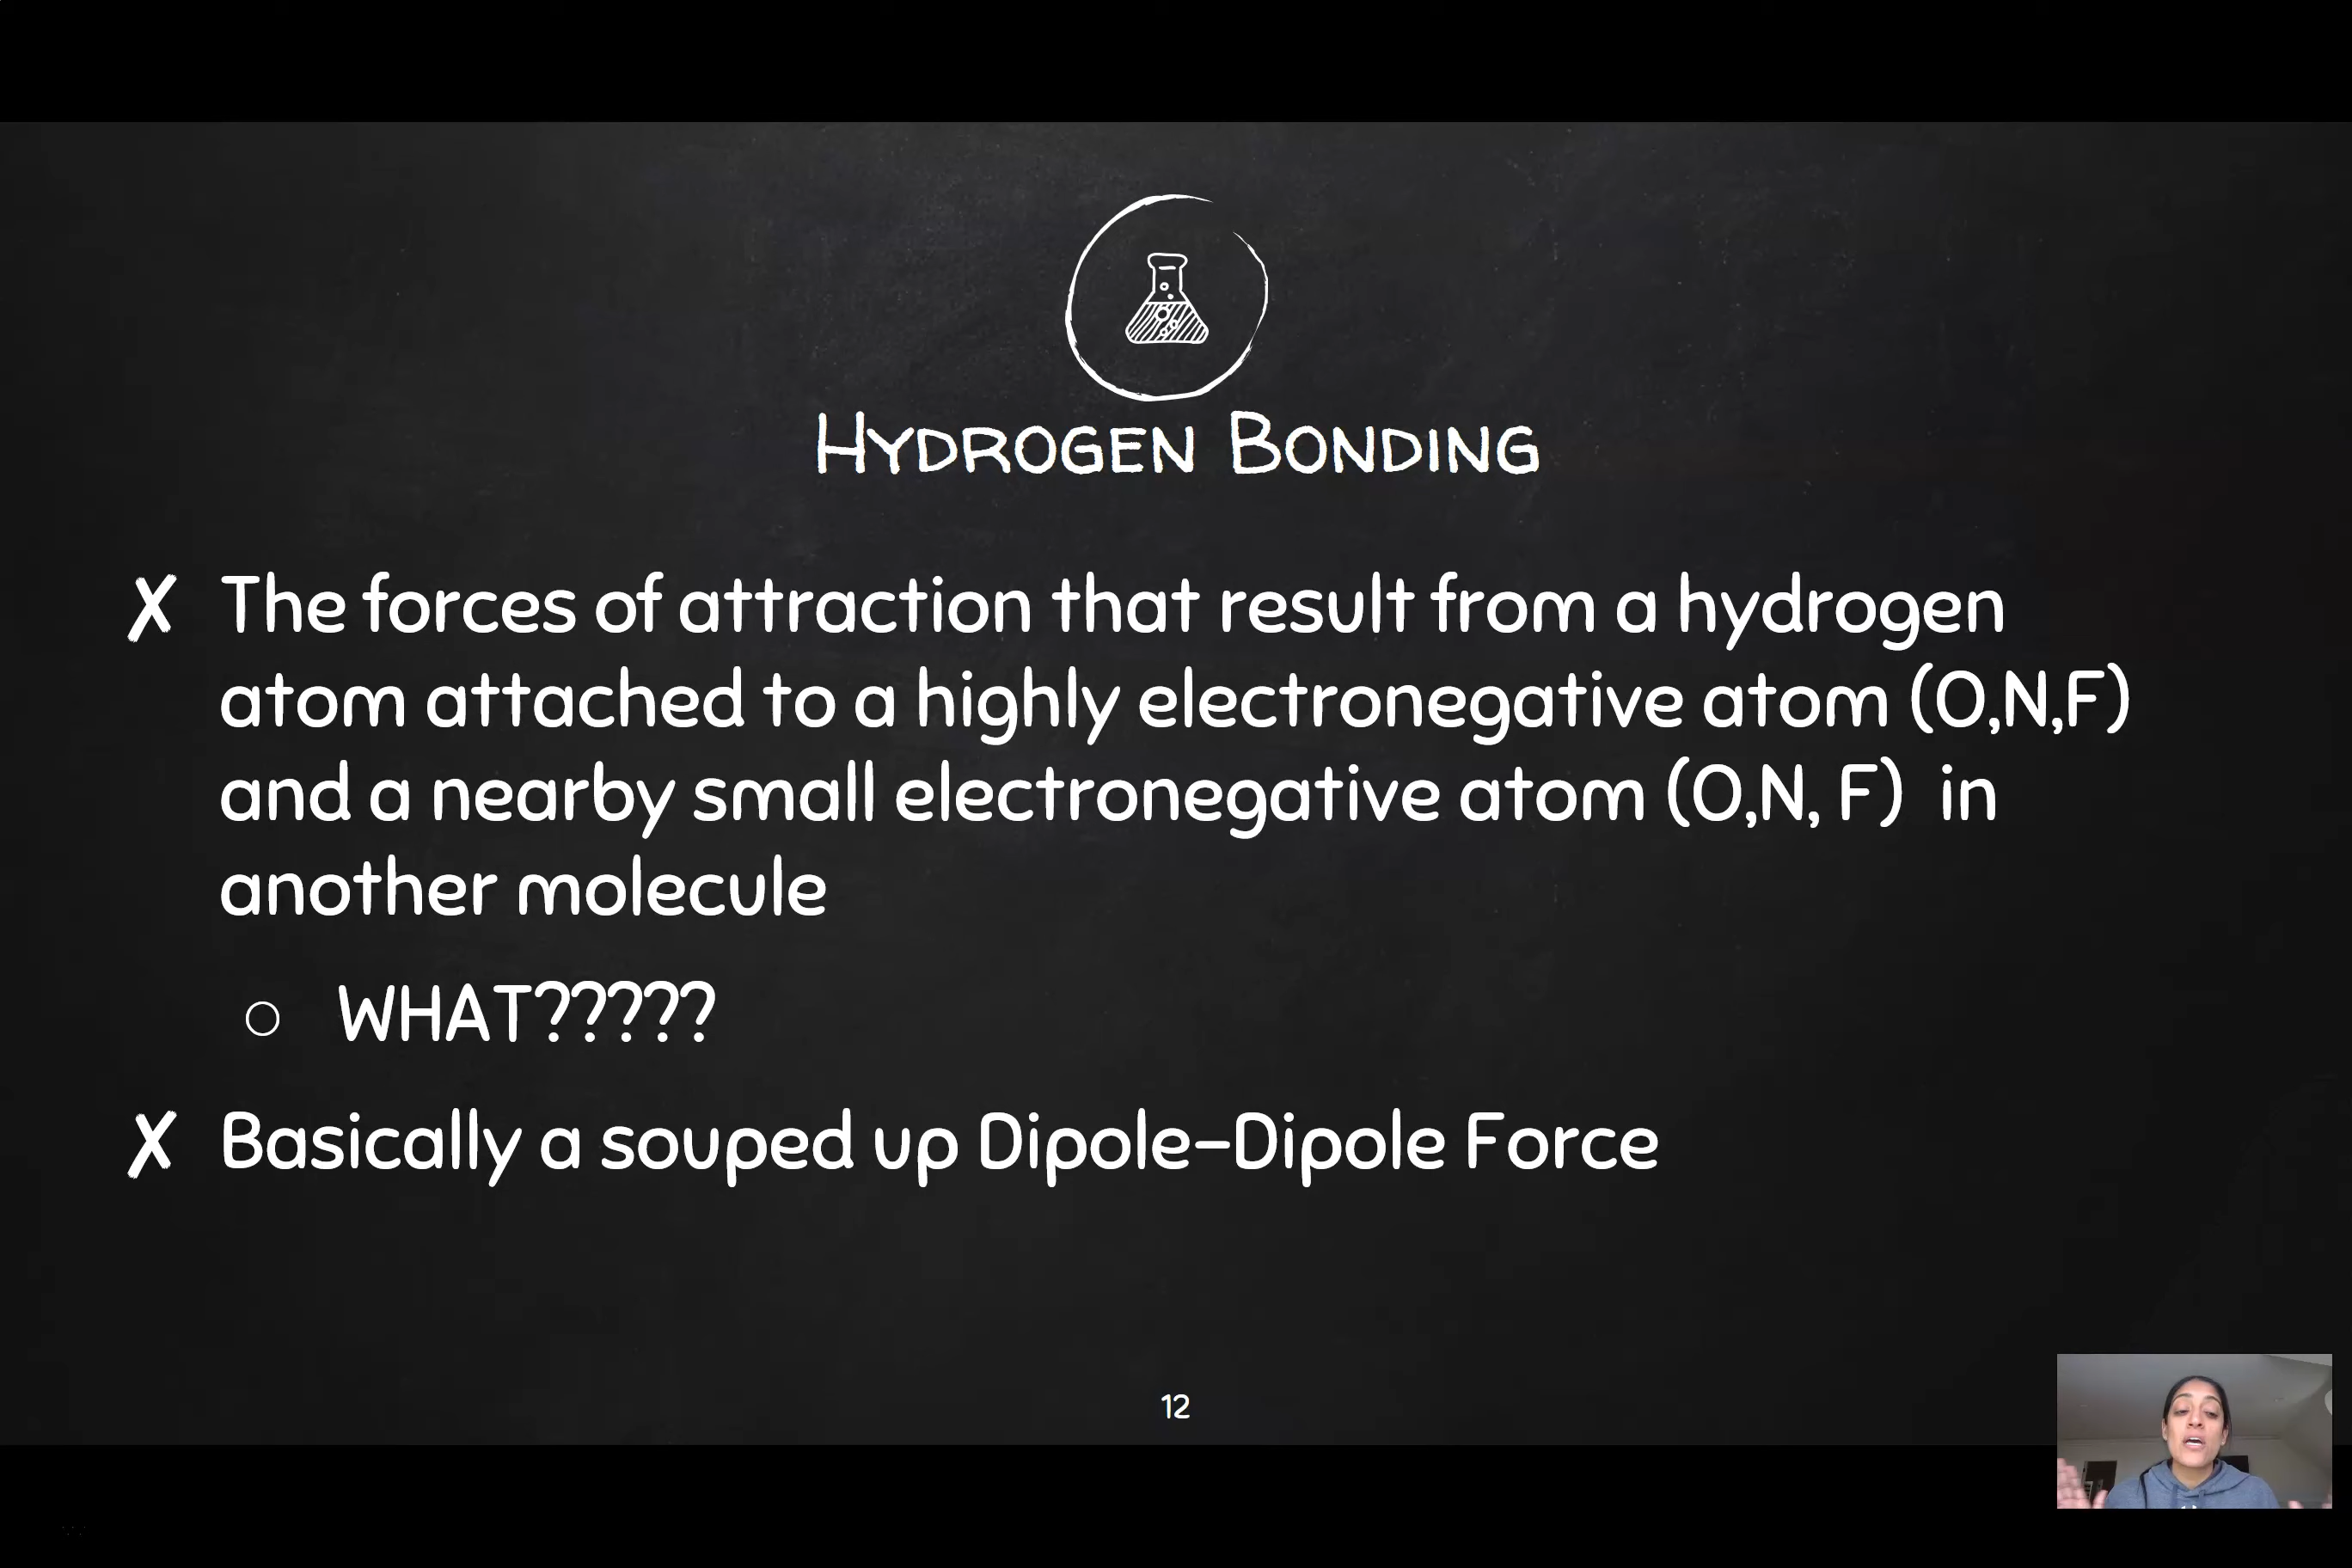 Hydrogen Bonding
✗ The forces of attraction that result from a hydrogen
atom attached to a highly electronegative atom (O,N,F)
and a nearby small electronegative atom (O,N, F) in
another molecule
○ WHAT?????
✗ Basically a souped up Dipole-Dipole Force
12